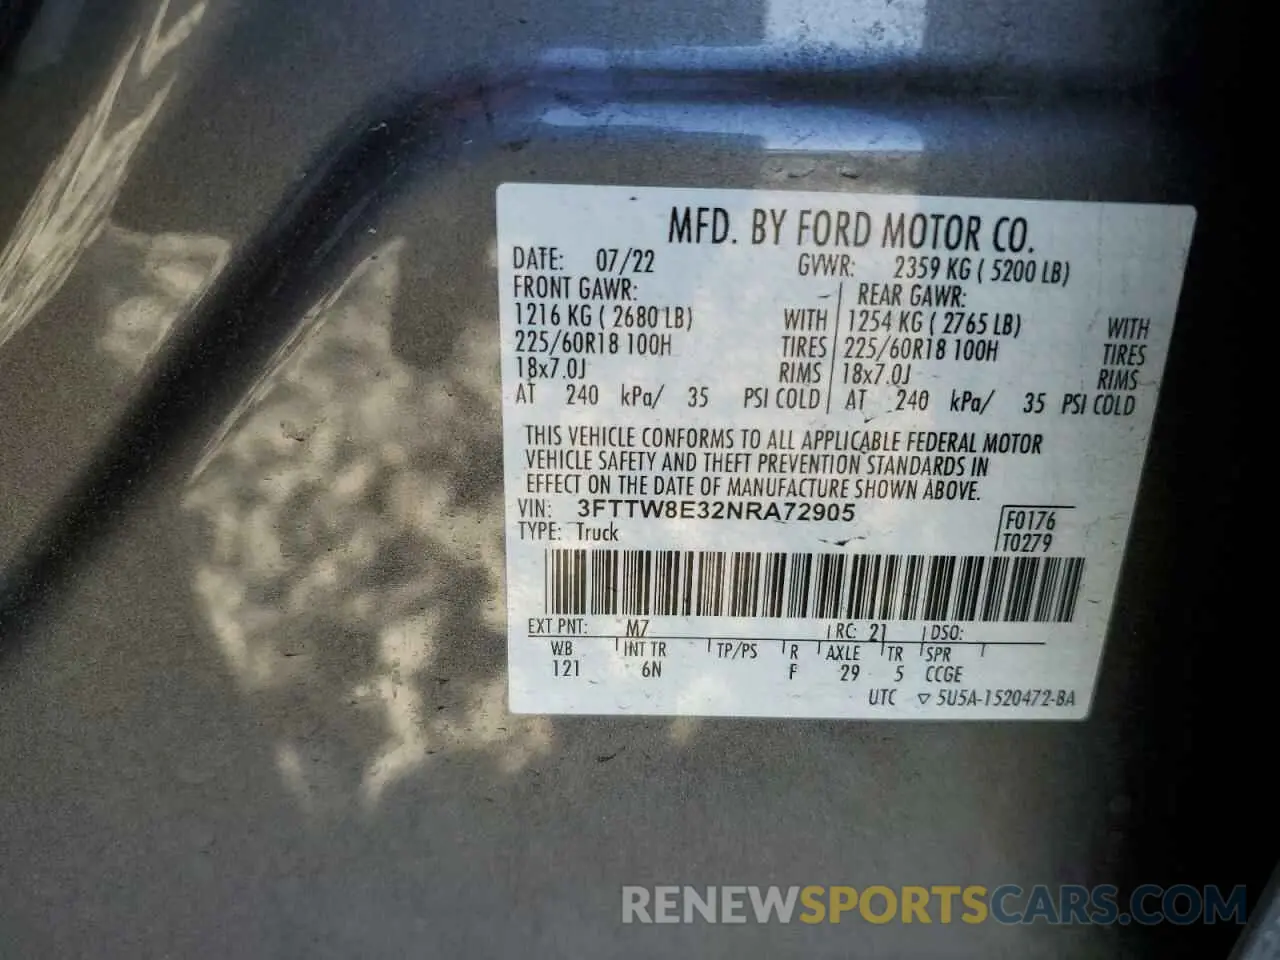 MFD. BY FORD MOTOR CO.
DATE: 07/22 GVWR: 2359 KG ( 5200 LB)
FRONT GAWR: REAR GAWR:
1216 KG ( 2680 LB) WITH 1254 KG ( 2765 LB) WITH
225/60R18 100H TIRES 225/60R18 100H TIRES
18x7.0J RIMS 18x7.0J RIMS
AT 240 kPa/ 35 PSI COLD AT 240 kPa/ 35 PSI COLD
THIS VEHICLE CONFORMS TO ALL APPLICABLE FEDERAL MOTOR
VEHICLE SAFETY AND THEFT PREVENTION STANDARDS IN
EFFECT ON THE DATE OF MANUFACTURE SHOWN ABOVE.
VIN: 3FTTW8E32NRA72905 F0176
TYPE: Truck T0279
EXT PNT: M7 RC: 21 DSO:
WB INT TR TP/PS R AXLE TR SPR
121 6N F 29 5 CCGE
UTC ▽ 5U5A-1520472-BA
RENEWSPORTSCARS.COM